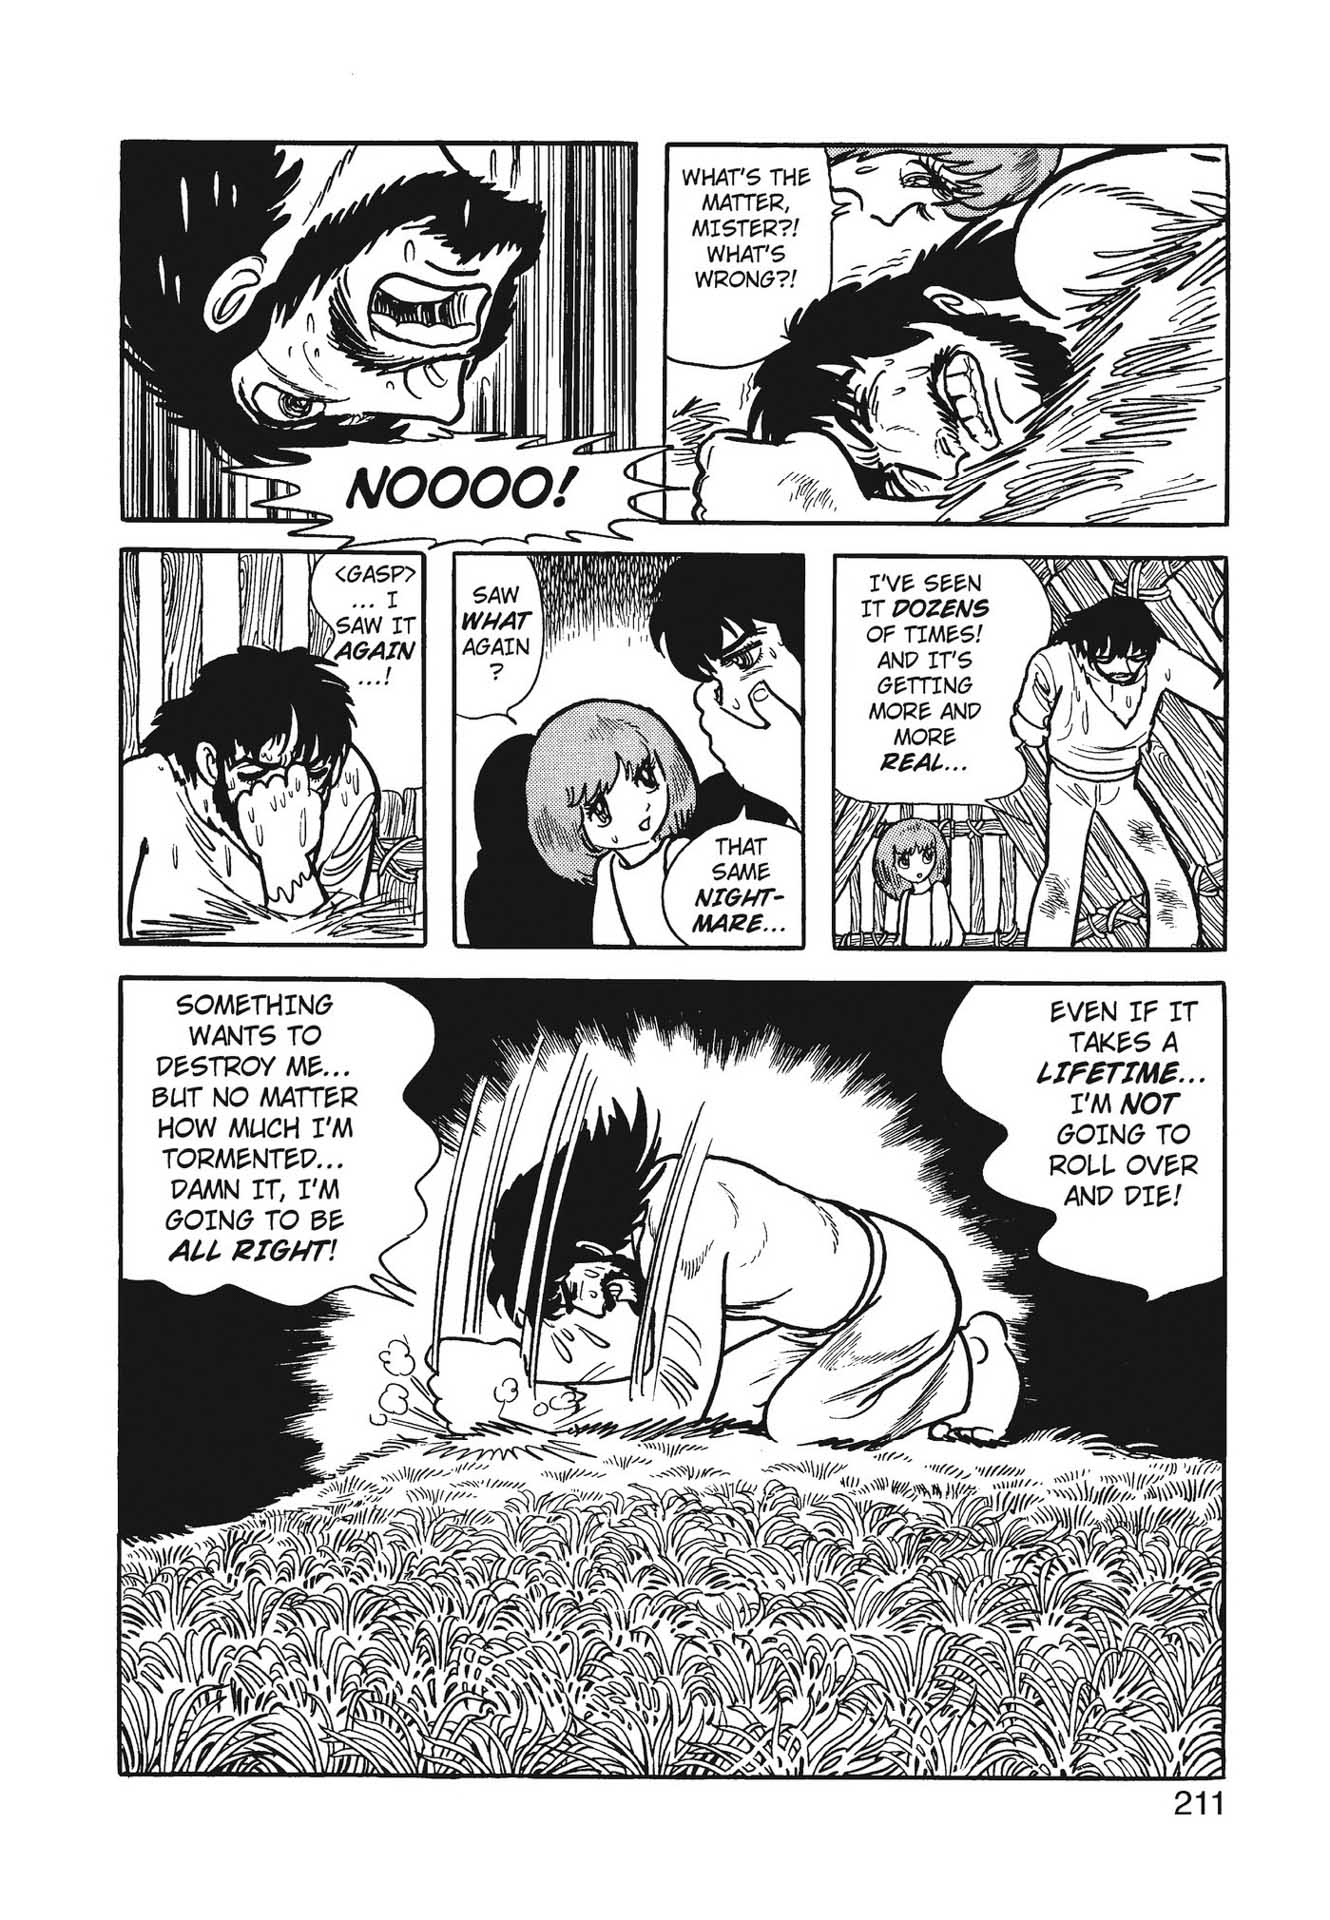 NOOOO!
WHAT'S THE
MATTER,
MISTER?!
WHAT'S
WRONG?!
<GASP>
... I
SAW IT
AGAIN
...!
SAW
WHAT
AGAIN
?
THAT
SAME
NIGHT-
MARE...
I'VE SEEN
IT DOZENS
OF TIMES!
AND IT'S
GETTING
MORE AND
MORE
REAL...
SOMETHING
WANTS TO
DESTROY ME...
BUT NO MATTER
HOW MUCH I'M
TORMENTED...
DAMN IT, I'M
GOING TO BE
ALL RIGHT!
EVEN IF IT
TAKES A
LIFETIME...
I'M NOT
GOING TO
ROLL OVER
AND DIE!
211